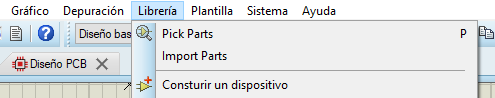 Gráfico Depuración Librería Plantilla Sistema Ayuda
Diseño bas
Pick Parts P
Import Parts
Diseño PCB
Consturir un dispositivo